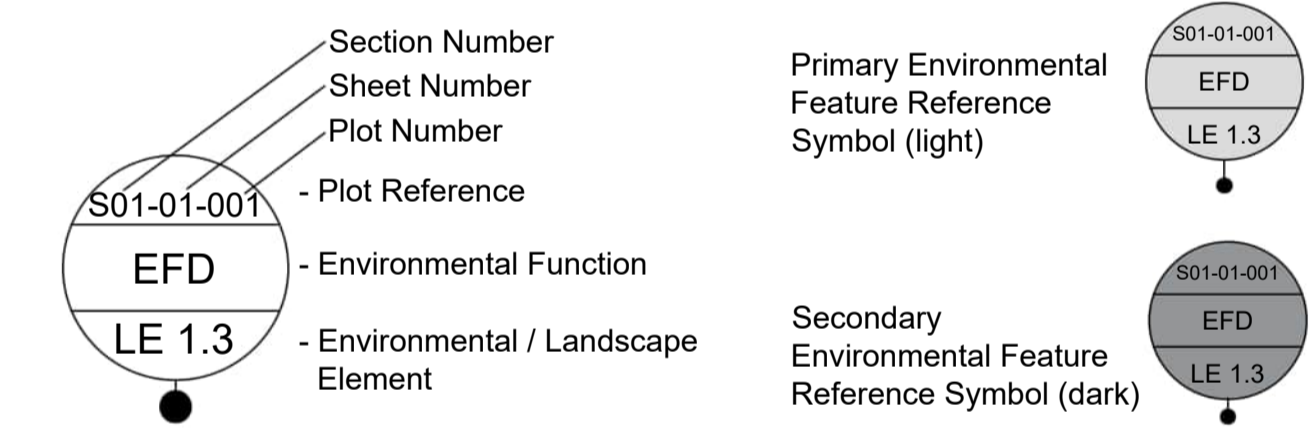 Section Number
Sheet Number
Plot Number
S01-01-001
- Plot Reference
EFD
- Environmental Function
LE 1.3
- Environmental / Landscape
Element
Primary Environmental
Feature Reference
Symbol (light)
S01-01-001
EFD
LE 1.3
Secondary
Environmental Feature
Reference Symbol (dark)
S01-01-001
EFD
LE 1.3